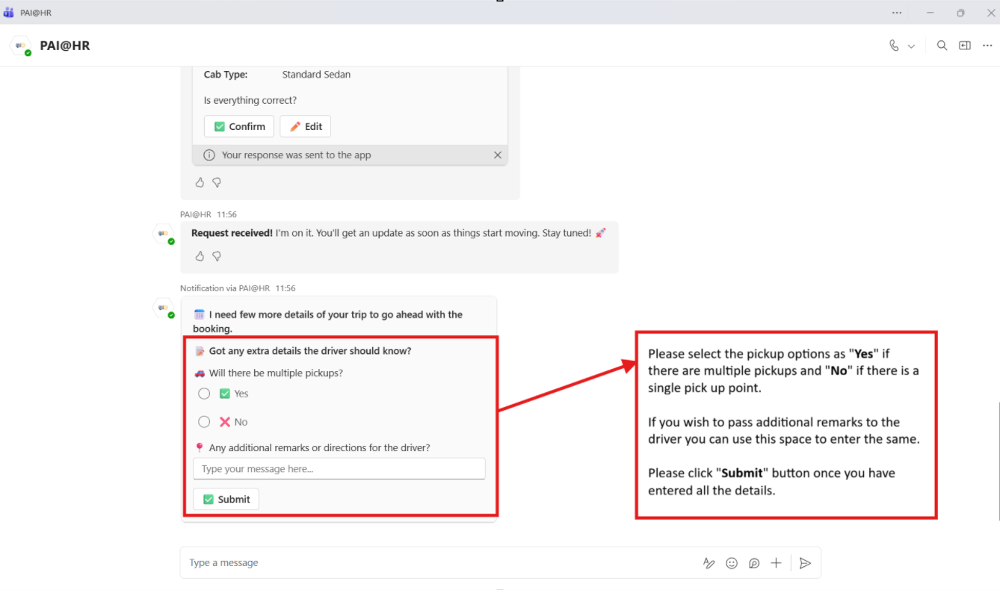 PAI@HR
PAI@HR
Cab Type: Standard Sedan
Is everything correct?
Confirm Edit
Your response was sent to the app
PAI@HR 11:56
Request received! I'm on it. You'll get an update as soon as things start moving. Stay tuned!
Notification via PAI@HR 11:56
I need few more details of your trip to go ahead with the
booking.
Got any extra details the driver should know?
Will there be multiple pickups?
Yes
No
Any additional remarks or directions for the driver?
Type your message here...
Submit
Please select the pickup options as "Yes" if
there are multiple pickups and "No" if there is a
single pick up point.
If you wish to pass additional remarks to the
driver you can use this space to enter the same.
Please click "Submit" button once you have
entered all the details.
Type a message